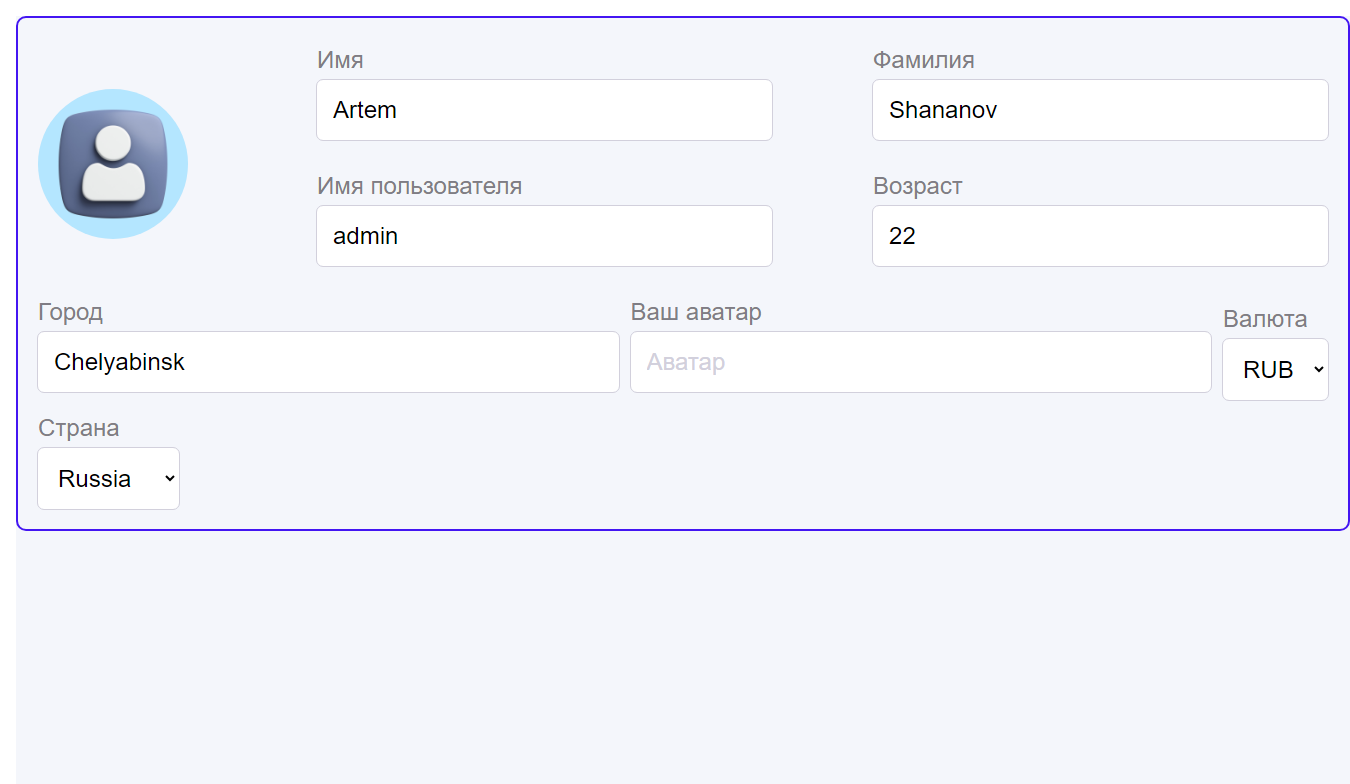 Имя
Фамилия
Artem
Shananov
Имя пользователя
Возраст
admin
22
Город
Ваш аватар
Валюта
Chelyabinsk
Аватар
RUB
Страна
Russia